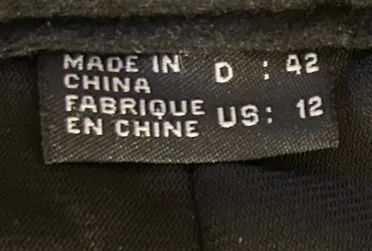 MADE IN
CHINA
FABRIQUE
EN CHINE
D : 42
US: 12